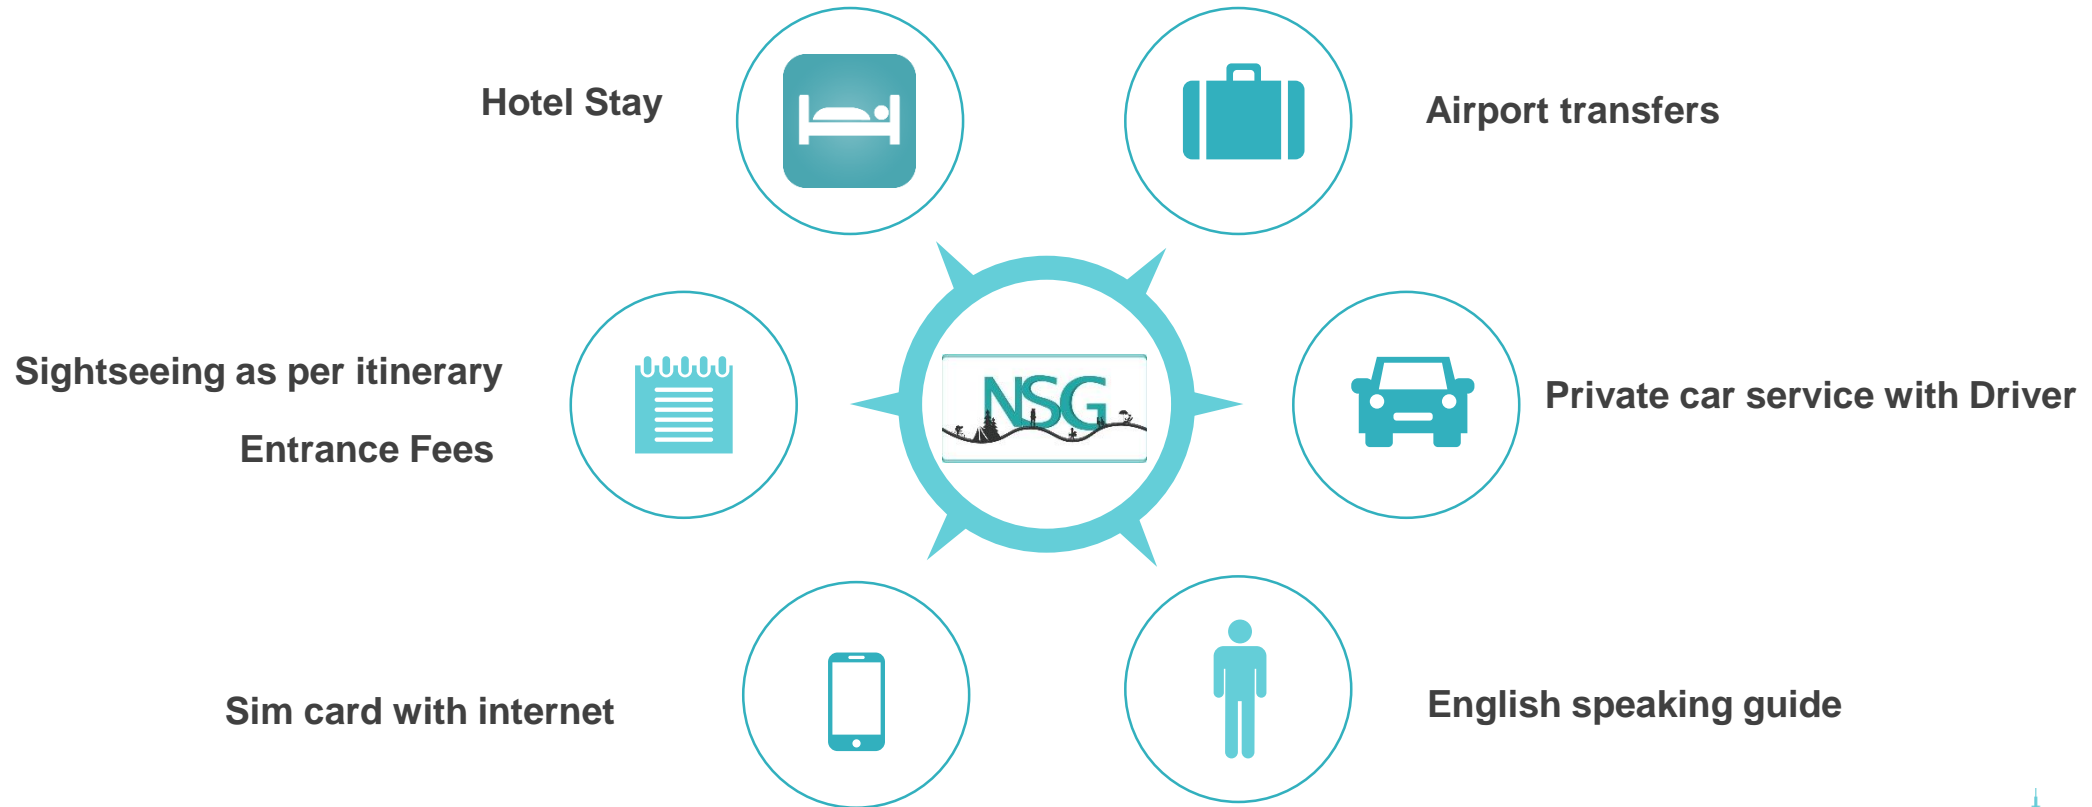 Hotel Stay
Airport transfers
Sightseeing as per itinerary
Entrance Fees
NSG
Private car service with Driver
Sim card with internet
English speaking guide